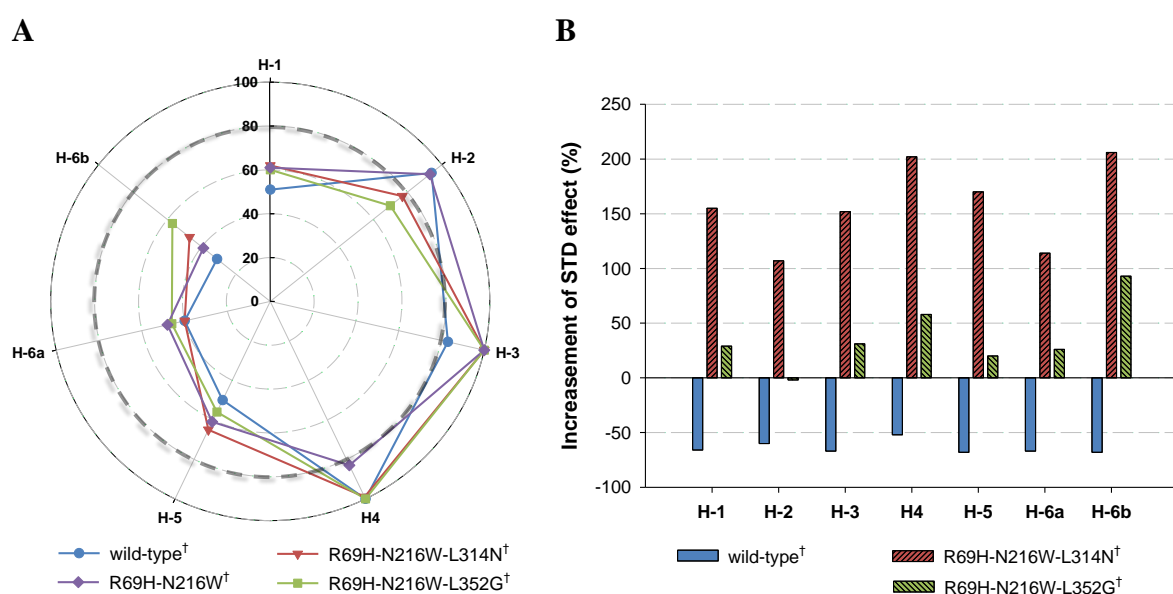 A
H-1
100
80
60
40
20
0
H-2
H-3
H4
H-5
H-6a
H-6b
wild-type†
R69H-N216W-L314N†
R69H-N216W†
R69H-N216W-L352G†
B
Increasement of STD effect (%)
250
200
150
100
50
0
-50
-100
H-1 H-2 H-3 H4 H-5 H-6a H-6b
wild-type†
R69H-N216W-L314N†
R69H-N216W-L352G†